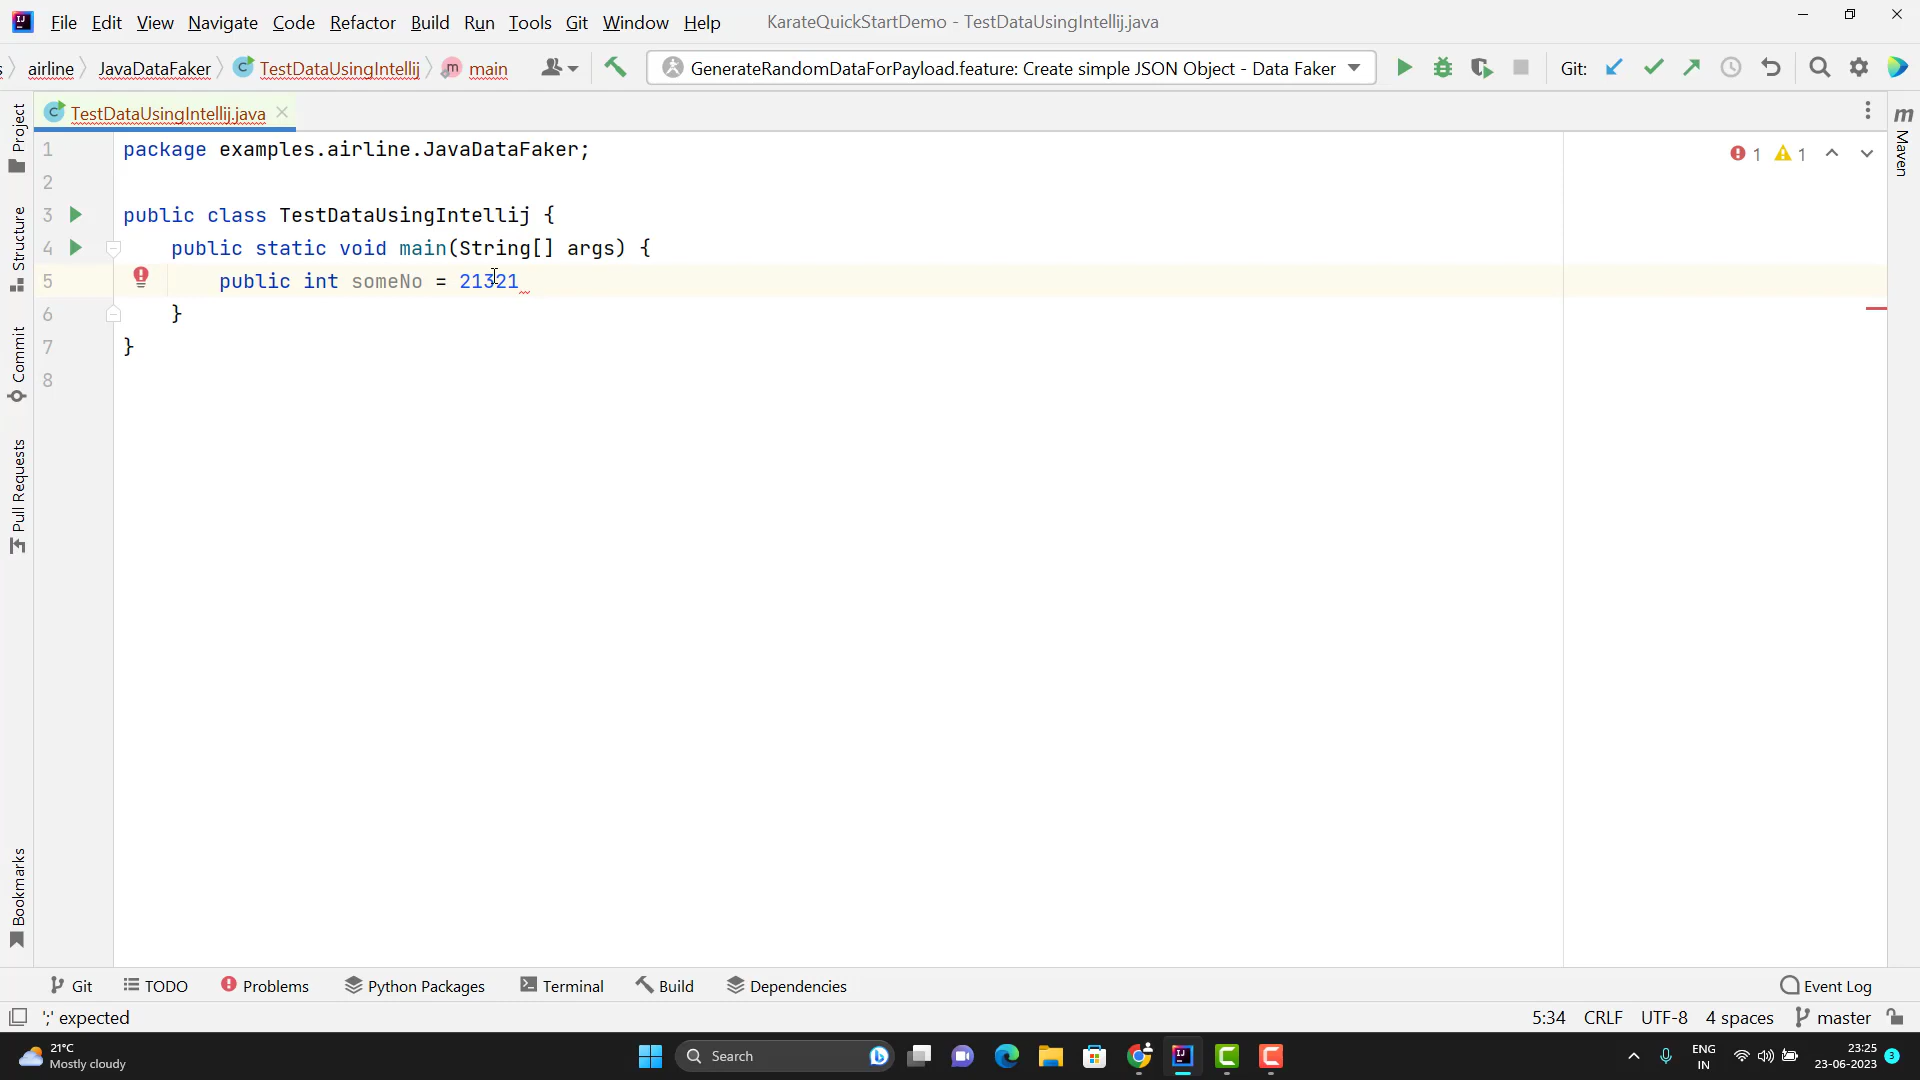 File Edit View Navigate Code Refactor Build Run Tools Git Window Help KarateQuickStartDemo - TestDataUsingIntellij.java
airline JavaDataFaker TestDataUsingIntellij main GenerateRandomDataForPayload.feature: Create simple JSON Object - Data Faker Git:
TestDataUsingIntellij.java
1 package examples.airline.JavaDataFaker;
2
3 public class TestDataUsingIntellij {
4 public static void main(String[] args) {
5 public int someNo = 21321
6 }
7 }
8
1 1
Project
Structure
Commit
Pull Requests
Bookmarks
m Maven
Git TODO Problems Python Packages Terminal Build Dependencies Event Log
';' expected 5:34 CRLF UTF-8 4 spaces master
21°C
Mostly cloudy
Search
ENG
IN
23:25
23-06-2023
3